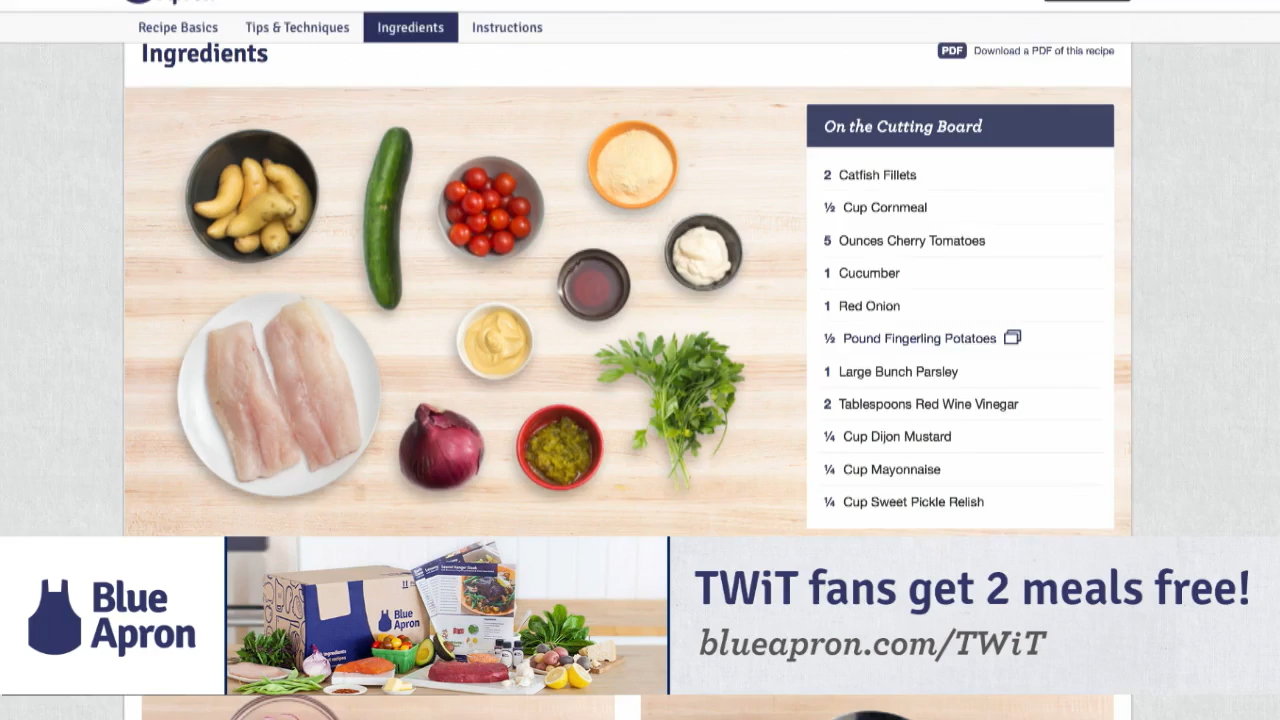 Recipe Basics
Tips & Techniques
Ingredients
Instructions
Ingredients
PDF Download a PDF of this recipe
On the Cutting Board
2 Catfish Fillets
½ Cup Cornmeal
5 Ounces Cherry Tomatoes
1 Cucumber
1 Red Onion
½ Pound Fingerling Potatoes
1 Large Bunch Parsley
2 Tablespoons Red Wine Vinegar
¼ Cup Dijon Mustard
¼ Cup Mayonnaise
¼ Cup Sweet Pickle Relish
Blue
Apron
Blue
Apron
TWiT fans get 2 meals free!
blueapron.com/TWiT